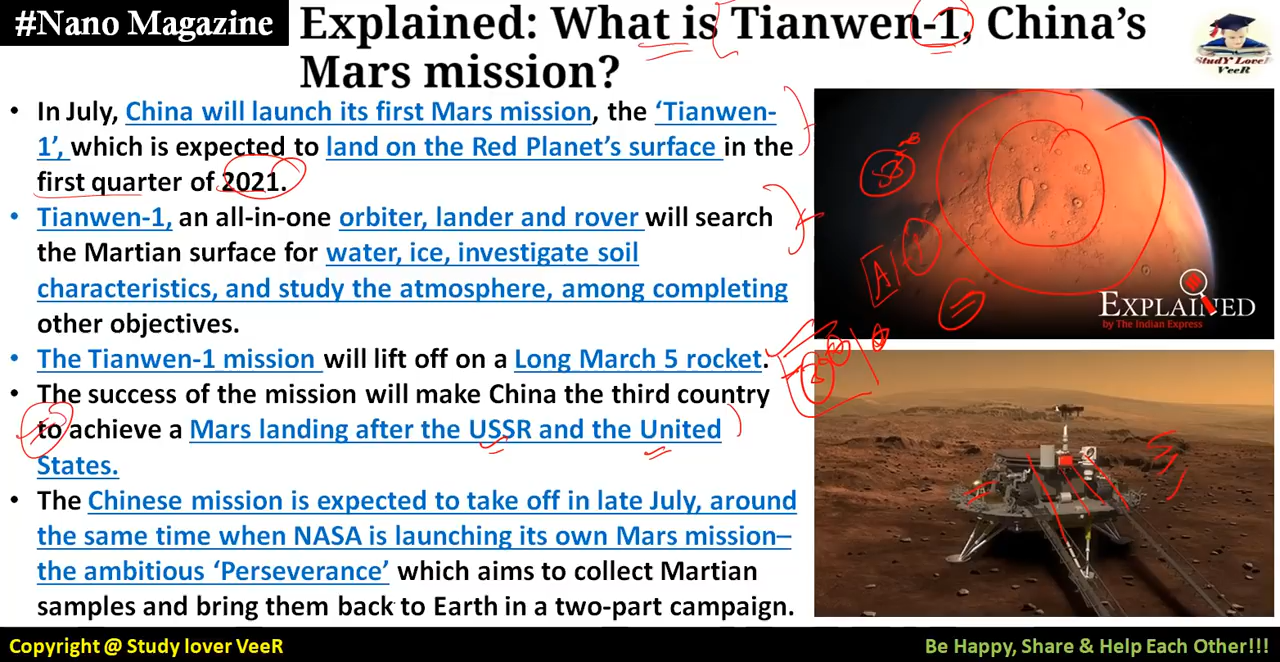 #Nano Magazine
Explained: What is Tianwen-1, China's
Mars mission?
StudY LoveR
VeeR
• In July, China will launch its first Mars mission, the 'Tianwen-
1', which is expected to land on the Red Planet's surface in the
first quarter of 2021.
• Tianwen-1, an all-in-one orbiter, lander and rover will search
the Martian surface for water, ice, investigate soil
characteristics, and study the atmosphere, among completing
other objectives.
• The Tianwen-1 mission will lift off on a Long March 5 rocket.
• The success of the mission will make China the third country
to achieve a Mars landing after the USSR and the United
States.
• The Chinese mission is expected to take off in late July, around
the same time when NASA is launching its own Mars mission–
the ambitious 'Perseverance' which aims to collect Martian
samples and bring them back to Earth in a two-part campaign.
EXPLAINED
by The Indian Express
Copyright @ Study lover VeeR
Be Happy, Share & Help Each Other!!!